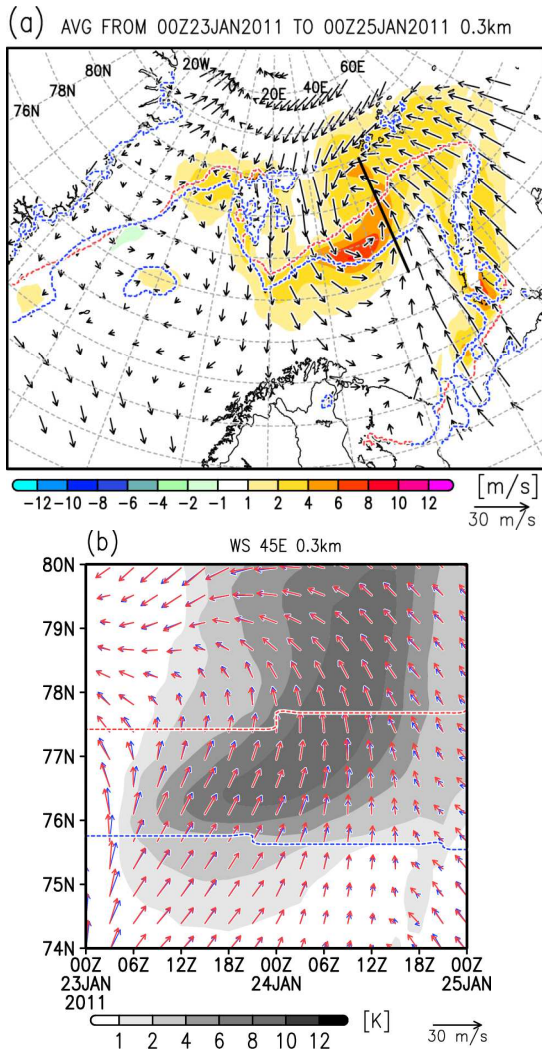 (a) AVG FROM 00Z23JAN2011 TO 00Z25JAN2011 0.3km
80N 20W 60E
78N 40E
76N 20E
0
-12 -10 -8 -6 -4 -2 -1 1 2 4 6 8 10 12 [m/s]
30 m/s
(b) WS 45E 0.3km
80N
79N
78N
77N
76N
75N
74N
00Z 06Z 12Z 18Z 00Z 06Z 12Z 18Z 00Z
23JAN 24JAN 25JAN
2011
1 2 4 6 8 10 12 [K]
30 m/s